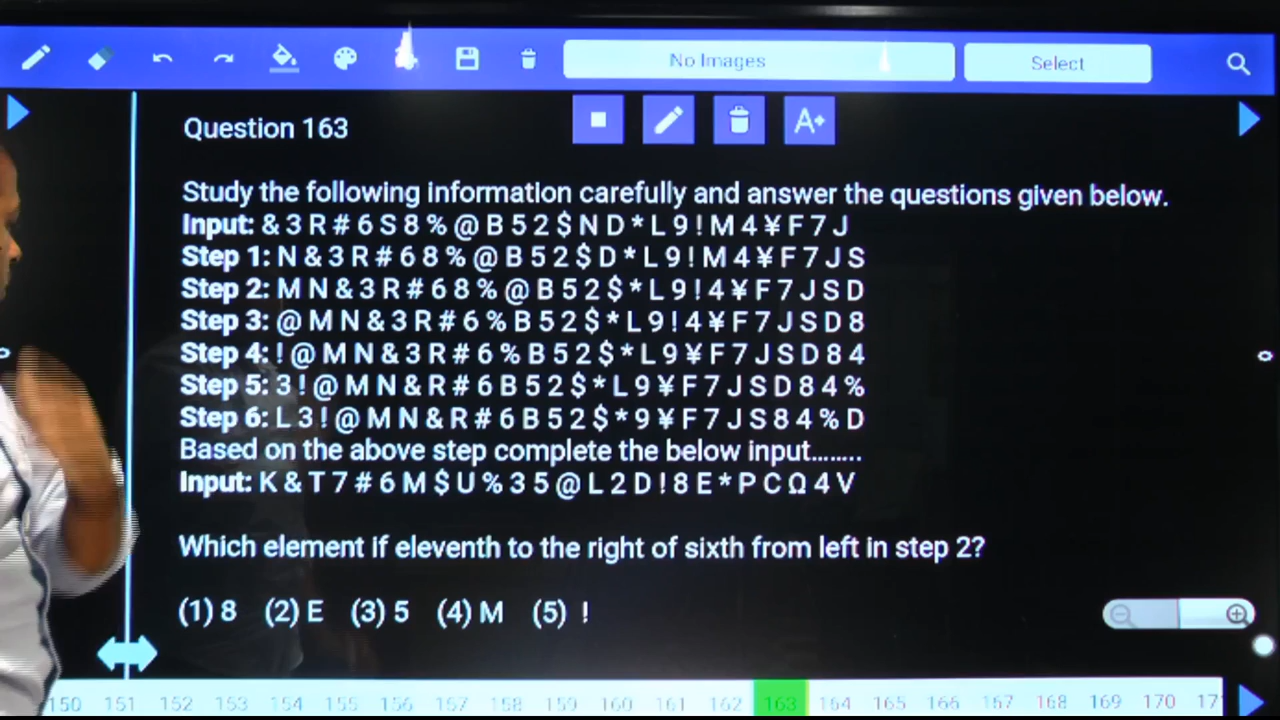 No Images
Select
Question 163
A+
Study the following information carefully and answer the questions given below.
Input: & 3 R # 6 S 8 % @ B 5 2 $ N D * L 9 ! M 4 ¥ F 7 J
Step 1: N & 3 R # 6 8 % @ B 5 2 $ D * L 9 ! M 4 ¥ F 7 J S
Step 2: M N & 3 R # 6 8 % @ B 5 2 $ * L 9 ! 4 ¥ F 7 J S D
Step 3: @ M N & 3 R # 6 % B 5 2 $ * L 9 ! 4 ¥ F 7 J S D 8
Step 4: ! @ M N & 3 R # 6 % B 5 2 $ * L 9 ¥ F 7 J S D 8 4
Step 5: 3 ! @ M N & R # 6 B 5 2 $ * L 9 ¥ F 7 J S D 8 4 %
Step 6: L 3 ! @ M N & R # 6 B 5 2 $ * 9 ¥ F 7 J S 8 4 % D
Based on the above step complete the below input........
Input: K & T 7 # 6 M $ U % 3 5 @ L 2 D ! 8 E * P C Ω 4 V
Which element if eleventh to the right of sixth from left in step 2?
(1) 8 (2) E (3) 5 (4) M (5) !
150 151 152 153 154 155 156 157 158 159 160 161 162 163 164 165 166 167 168 169 170 17